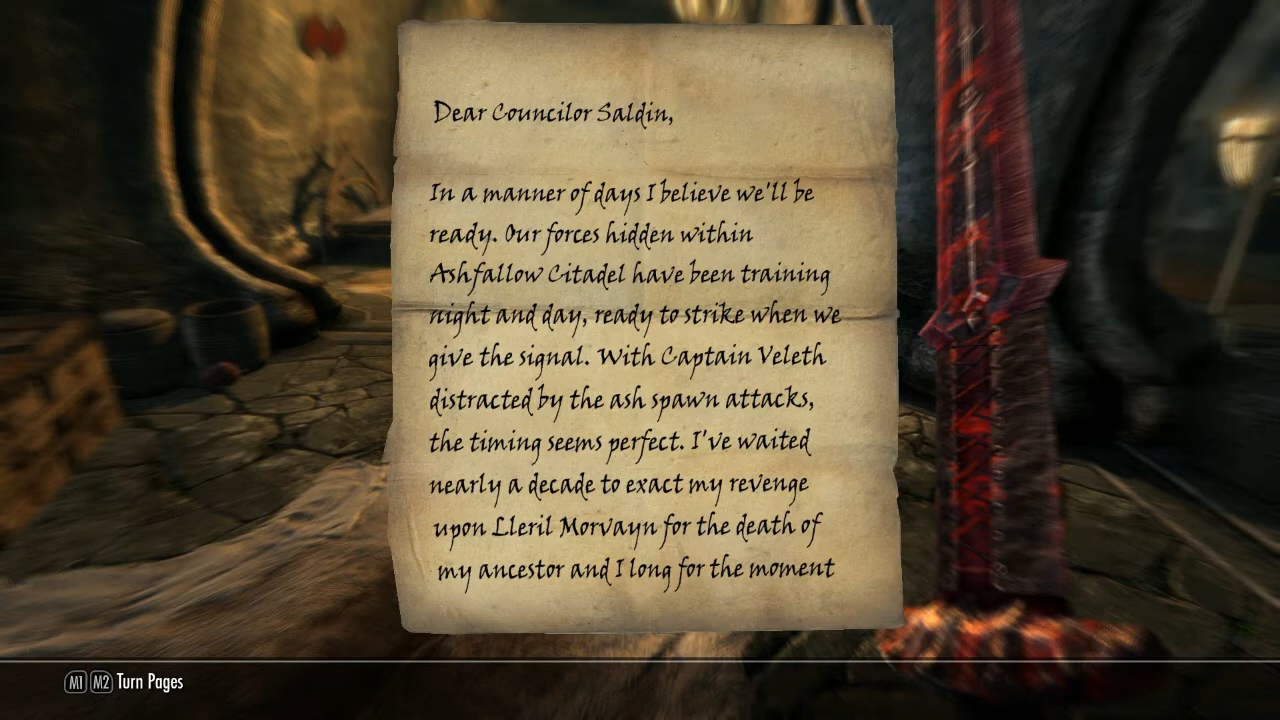 Dear Councilor Saldin,
In a manner of days I believe we'll be
ready. Our forces hidden within
Ashfallow Citadel have been training
night and day, ready to strike when we
give the signal. With Captain Veleth
distracted by the ash spawn attacks,
the timing seems perfect. I've waited
nearly a decade to exact my revenge
upon Lleril Morvayn for the death of
my ancestor and I long for the moment
M1 M2 Turn Pages